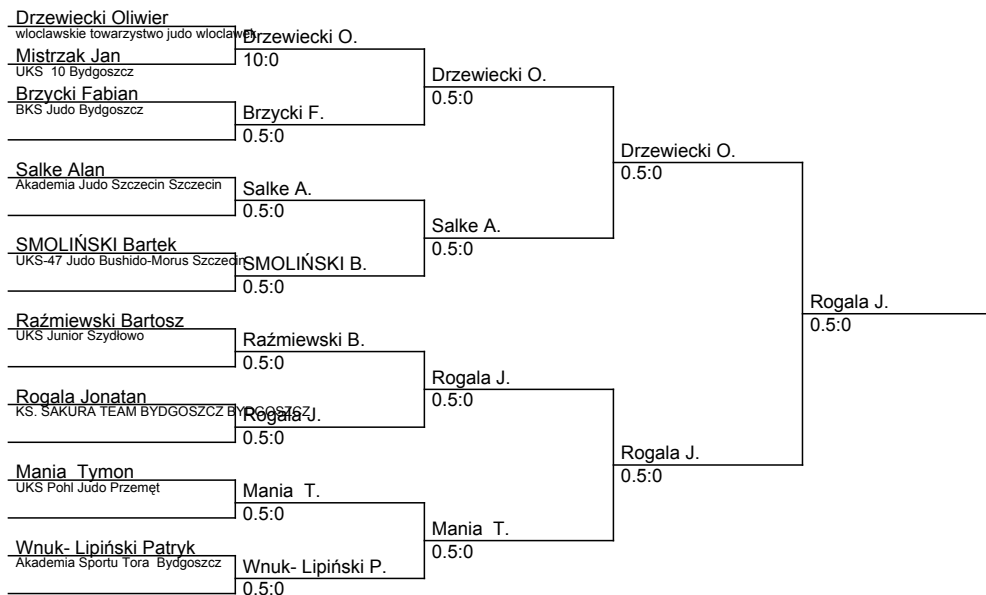 Drzewiecki Oliwier
wloclawskie towarzystwo judo wloclawek
Mistrzak Jan
UKS 10 Bydgoszcz
Brzycki Fabian
BKS Judo Bydgoszcz
Salke Alan
Akademia Judo Szczecin Szczecin
SMOLIŃSKI Bartek
UKS-47 Judo Bushido-Morus Szczecin
Raźmiewski Bartosz
UKS Junior Szydłowo
Rogala Jonatan
KS. SAKURA TEAM BYDGOSZCZ BYDGOSZCZ
Mania Tymon
UKS Pohl Judo Przemęt
Wnuk- Lipiński Patryk
Akademia Sportu Tora Bydgoszcz
Drzewiecki O.
10:0
Brzycki F.
0.5:0
Salke A.
0.5:0
SMOLIŃSKI B.
0.5:0
Raźmiewski B.
0.5:0
Rogala J.
0.5:0
Mania T.
0.5:0
Wnuk- Lipiński P.
0.5:0
Drzewiecki O.
0.5:0
Salke A.
0.5:0
Rogala J.
0.5:0
Mania T.
0.5:0
Drzewiecki O.
0.5:0
Rogala J.
0.5:0
Rogala J.
0.5:0